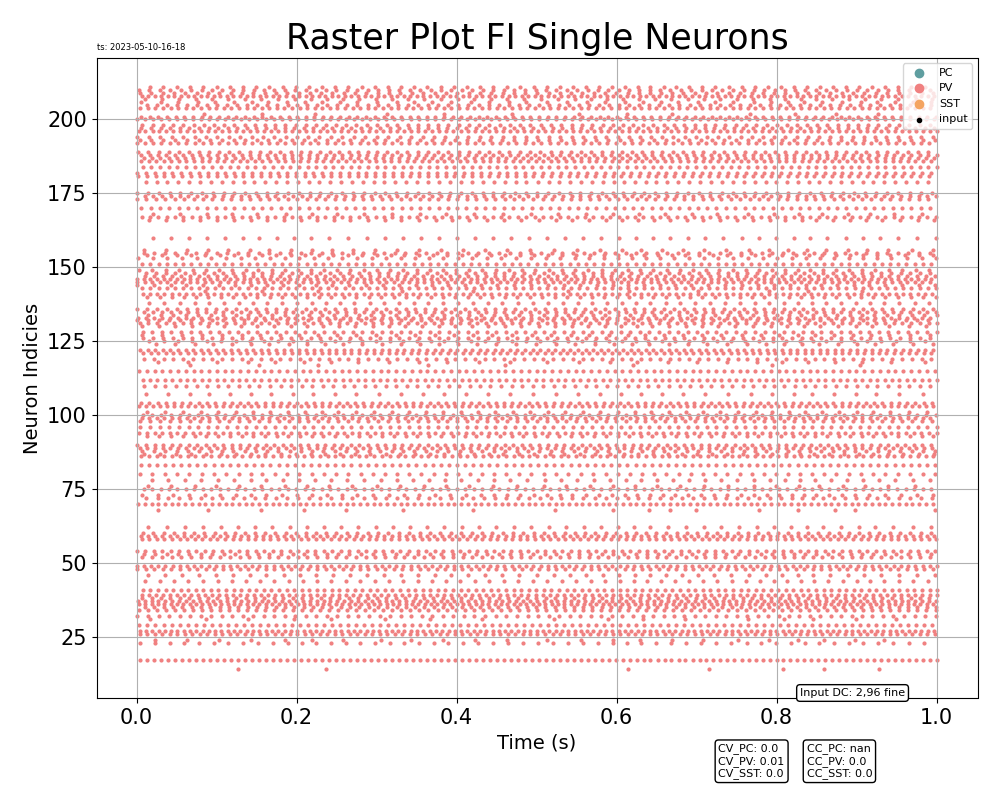 Raster Plot FI Single Neurons
ts: 2023-05-10-16-18
PC
PV
SST
input
200
175
150
125
100
75
50
25
Neuron Indicies
0.0 0.2 0.4 0.6 0.8 1.0
Time (s)
Input DC: 2,96 fine
CV_PC: 0.0
CV_PV: 0.01
CV_SST: 0.0
CC_PC: nan
CC_PV: 0.0
CC_SST: 0.0